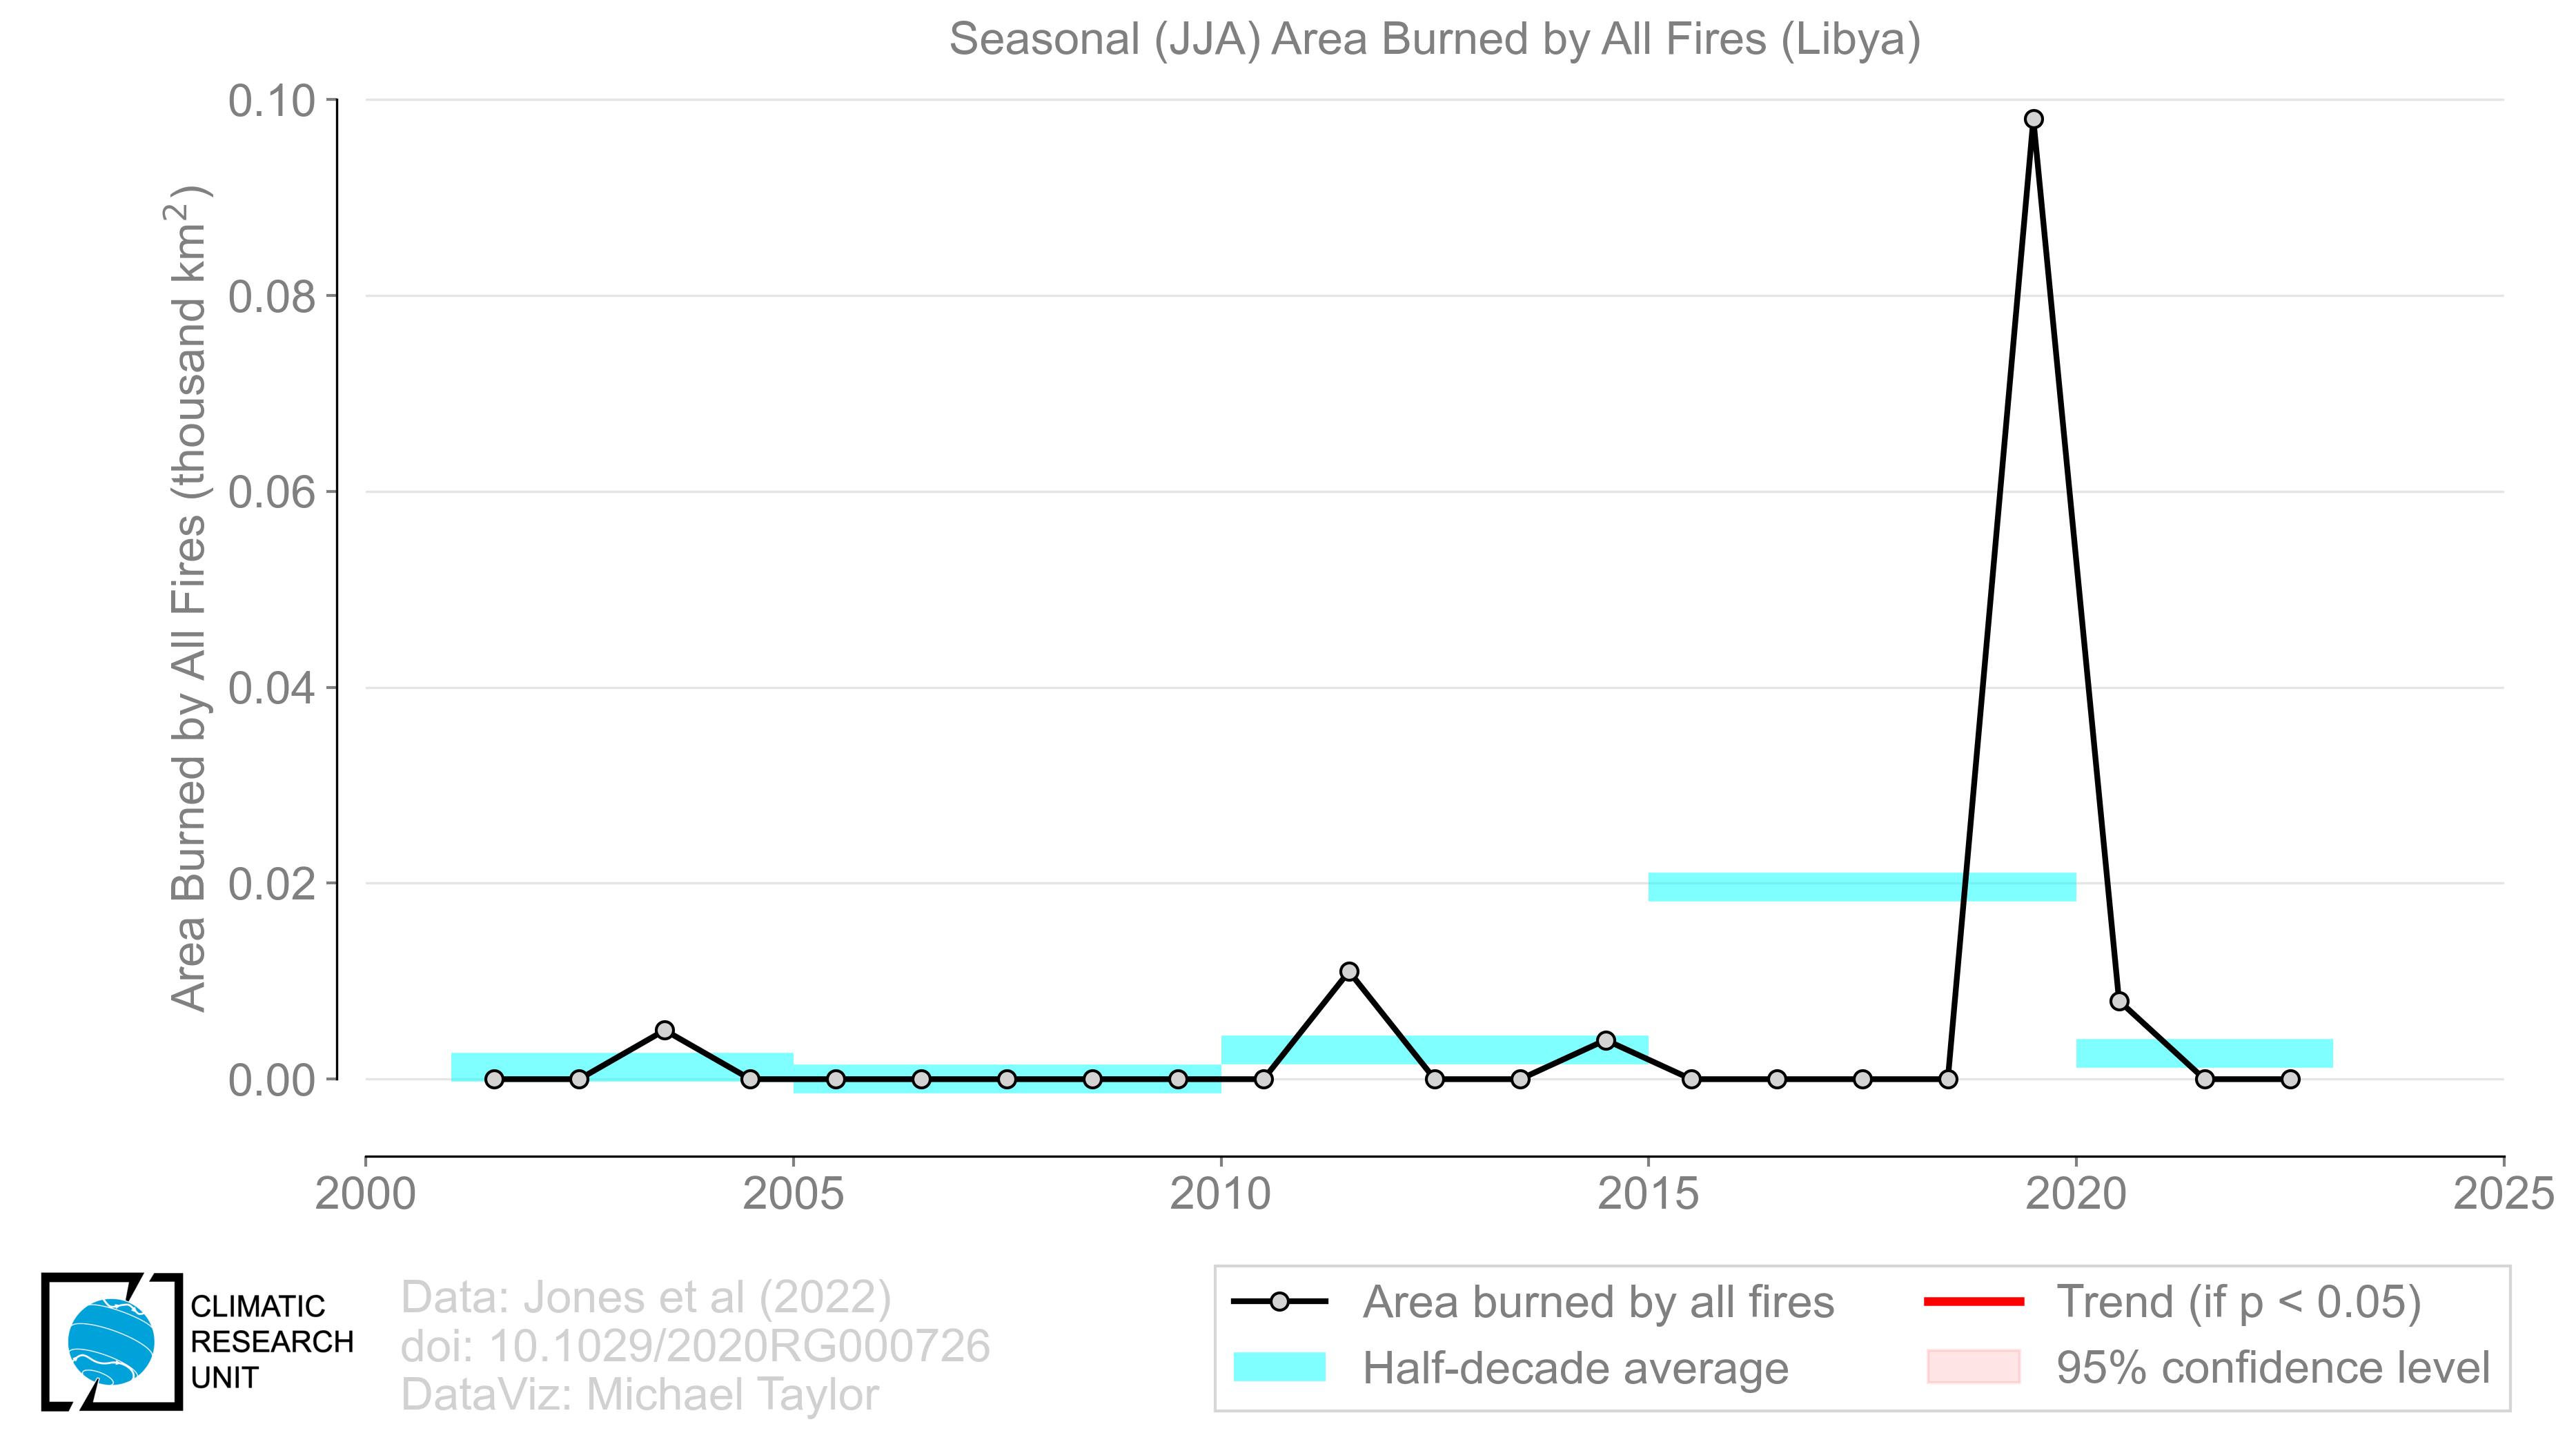 Seasonal (JJA) Area Burned by All Fires (Libya)
Area Burned by All Fires (thousand km²)
0.10
0.08
0.06
0.04
0.02
0.00
2000 2005 2010 2015 2020 2025
CLIMATIC
RESEARCH
UNIT
Data: Jones et al (2022)
doi: 10.1029/2020RG000726
DataViz: Michael Taylor
Area burned by all fires
Half-decade average
Trend (if p < 0.05)
95% confidence level